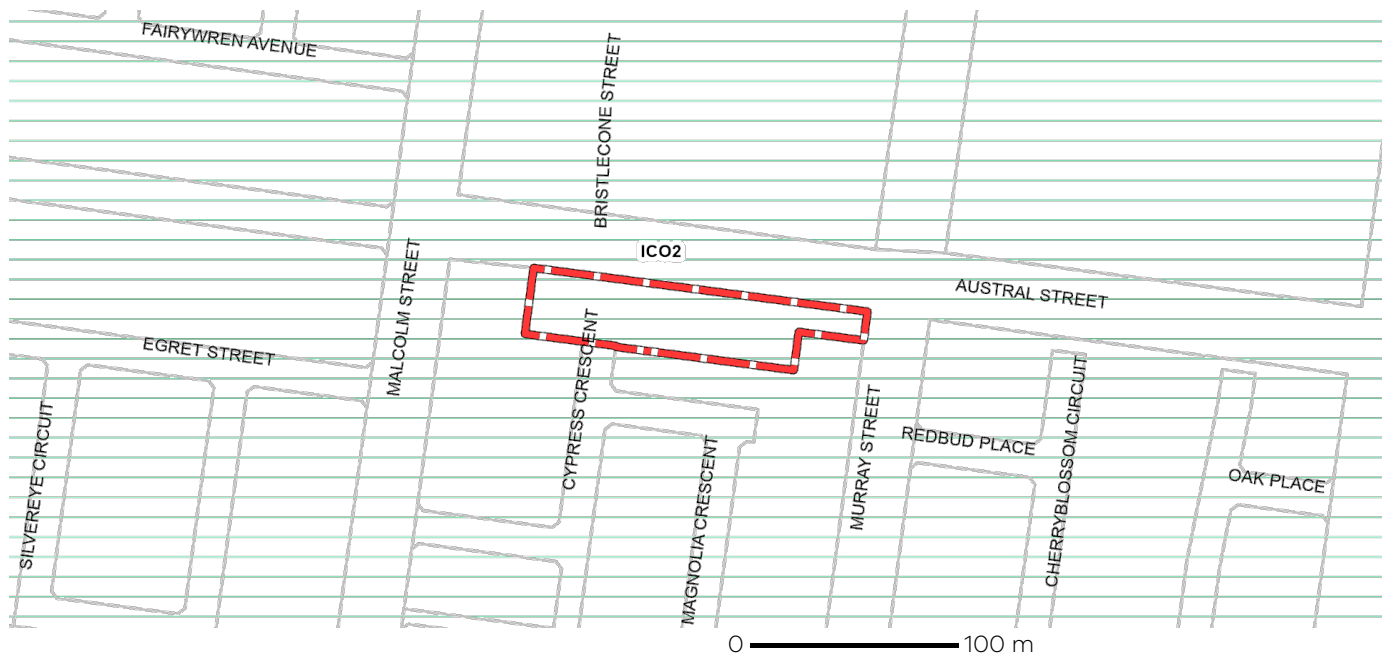 FAIRYWREN AVENUE
BRISTLECONE STREET
ICO2
MALCOLM STREET
AUSTRAL STREET
EGRET STREET
CYPRESS CRESCENT
SILVEREYE CIRCUIT
MURRAY STREET
REDBUD PLACE
CHERRYBLOSSOM CIRCUIT
MAGNOLIA CRESCENT
OAK PLACE
0 100 m